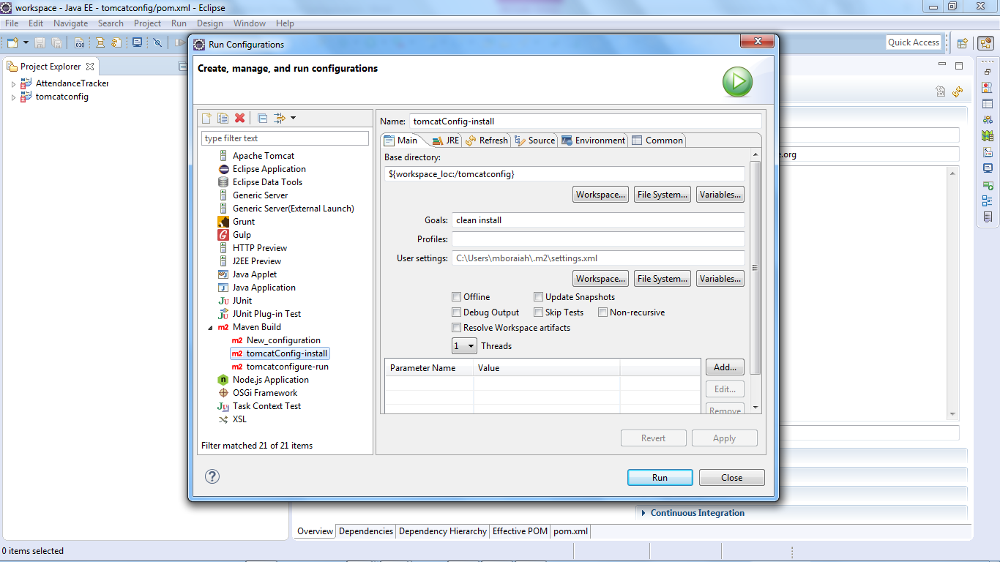 workspace - Java EE - tomcatconfig/pom.xml - Eclipse
File Edit Navigate Search Project Run Design Window Help
Quick Access
Project Explorer
AttendanceTracker
tomcatconfig
Run Configurations
Create, manage, and run configurations
type filter text
Apache Tomcat
Eclipse Application
Eclipse Data Tools
Generic Server
Generic Server(External Launch)
Grunt
Gulp
HTTP Preview
J2EE Preview
Java Applet
Java Application
Ju JUnit
JUnit Plug-in Test
m2 Maven Build
m2 New_configuration
m2 tomcatConfig-install
m2 tomcatconfigure-run
Node.js Application
OSGi Framework
Task Context Test
XSL
Filter matched 21 of 21 items
Name: tomcatConfig-install
Main JRE Refresh Source Environment Common
Base directory:
${workspace_loc:/tomcatconfig}
Workspace... File System... Variables...
Goals: clean install
Profiles:
User settings: C:\Users\mboraiah\.m2\settings.xml
Workspace... File System... Variables...
Offline Update Snapshots
Debug Output Skip Tests Non-recursive
Resolve Workspace artifacts
1 Threads
Parameter Name Value
Add...
Edit...
Remove
Revert Apply
Run Close
e.org
Continuous Integration
Overview Dependencies Dependency Hierarchy Effective POM pom.xml
0 items selected